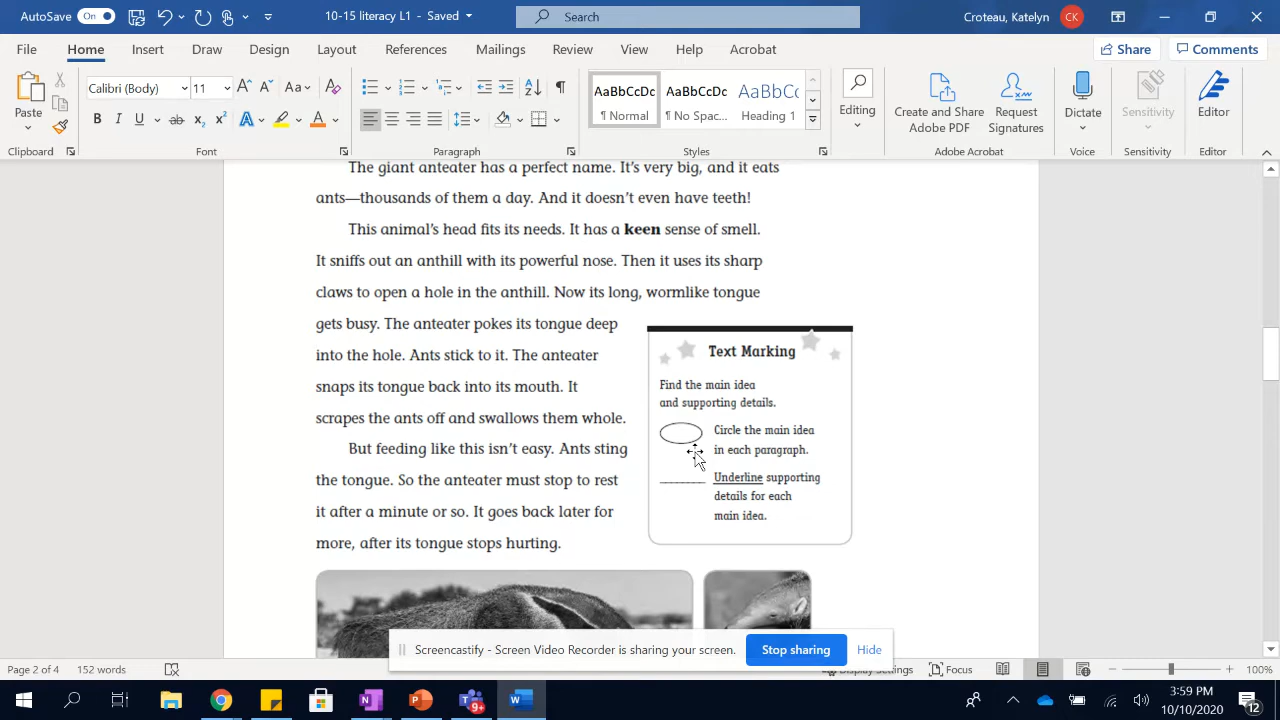 AutoSave On 10-15 literacy L1 - Saved Search Croteau, Katelyn CK
File Home Insert Draw Design Layout References Mailings Review View Help Acrobat Share Comments
Paste Calibri (Body) 11 A A Aa A
B I U ab x₂ x² A A
AaBbCcDc AaBbCcDc AaBbCc
¶ Normal ¶ No Spac... Heading 1
Editing Create and Share Adobe PDF Request Signatures Dictate Sensitivity Editor
Clipboard Font Paragraph Styles Adobe Acrobat Voice Sensitivity Editor
The giant anteater has a perfect name. It's very big, and it eats
ants—thousands of them a day. And it doesn't even have teeth!
This animal's head fits its needs. It has a keen sense of smell.
It sniffs out an anthill with its powerful nose. Then it uses its sharp
claws to open a hole in the anthill. Now its long, wormlike tongue
gets busy. The anteater pokes its tongue deep
into the hole. Ants stick to it. The anteater
snaps its tongue back into its mouth. It
scrapes the ants off and swallows them whole.
But feeding like this isn't easy. Ants sting
the tongue. So the anteater must stop to rest
it after a minute or so. It goes back later for
more, after its tongue stops hurting.
Text Marking
Find the main idea
and supporting details.
Circle the main idea
in each paragraph.
Underline supporting
details for each
main idea.
Screencastify - Screen Video Recorder is sharing your screen. Stop sharing Hide
Page 2 of 4 152 words Display Settings Focus 100%
9+ 3:59 PM
10/10/2020 12